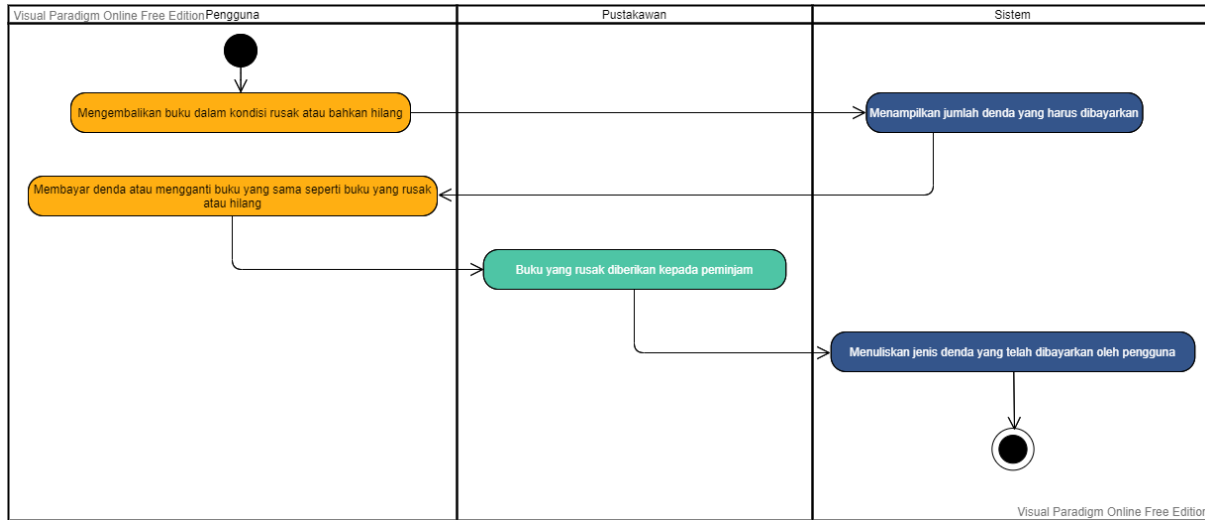 Visual Paradigm Online Free Edition
Pengguna
Pustakawan
Sistem
Mengembalikan buku dalam kondisi rusak atau bahkan hilang
Menampilkan jumlah denda yang harus dibayarkan
Membayar denda atau mengganti buku yang sama seperti buku yang rusak
atau hilang
Buku yang rusak diberikan kepada peminjam
Menuliskan jenis denda yang telah dibayarkan oleh pengguna
Visual Paradigm Online Free Edition